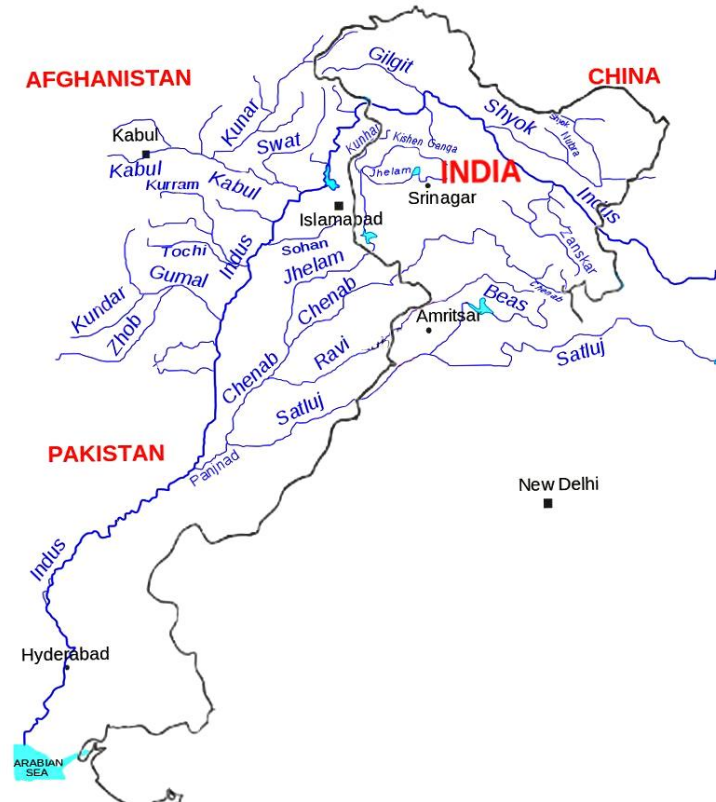 Gilgit
AFGHANISTAN
CHINA
Shyok
Shok
Nubra
Kunar
Kabul
Swat
Kunhar
Kishen Ganga
Kabul
Kabul
Kurram
Jhelam
INDIA
Srinagar
Indus
Islamabad
Indus
Sohan
Tochi
Zanskar
Jhelam
Gumal
Chenab
Chenab
Beas
Kundar
Zhob
Amritsar
Ravi
Satluj
Chenab
Satluj
PAKISTAN
Panjnad
New Delhi
Indus
Hyderabad
ARABIAN
SEA